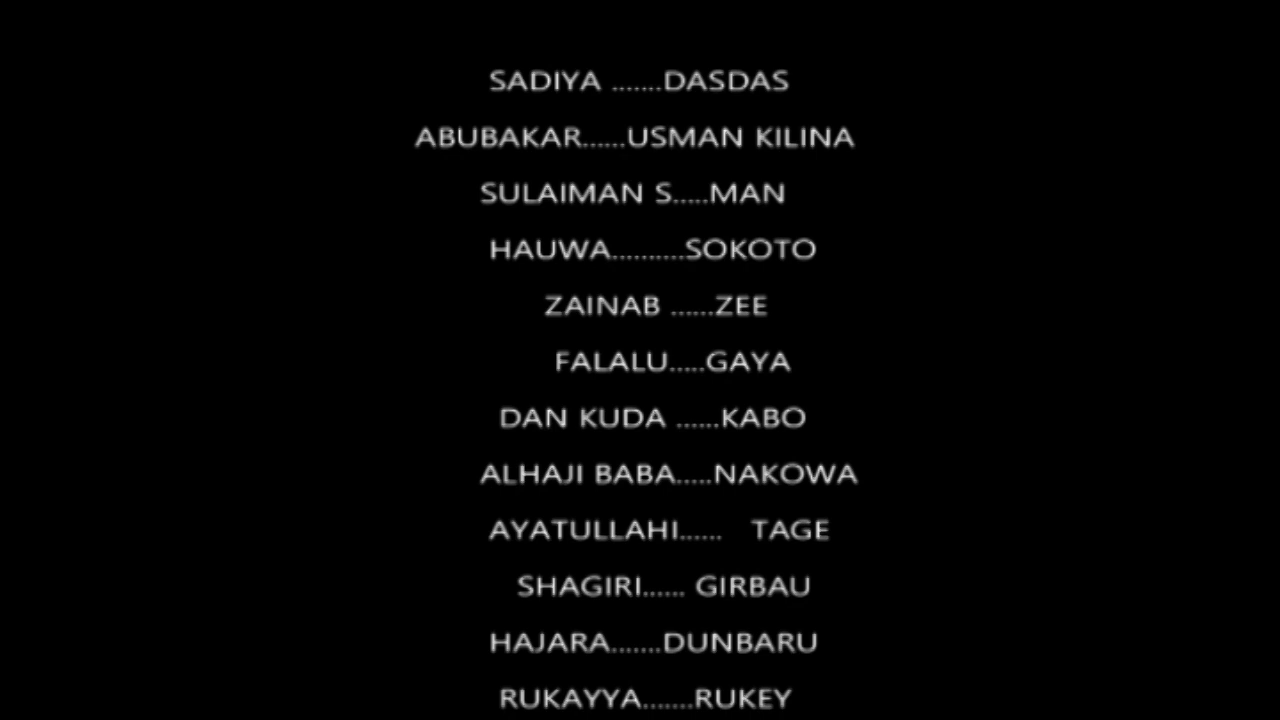 SADIYA .......DASDAS
ABUBAKAR......USMAN KILINA
SULAIMAN S.....MAN
HAUWA..........SOKOTO
ZAINAB ......ZEE
FALALU.....GAYA
DAN KUDA ......KABO
ALHAJI BABA.....NAKOWA
AYATULLAHI...... TAGE
SHAGIRI...... GIRBAU
HAJARA.......DUNBARU
RUKAYYA.......RUKEY